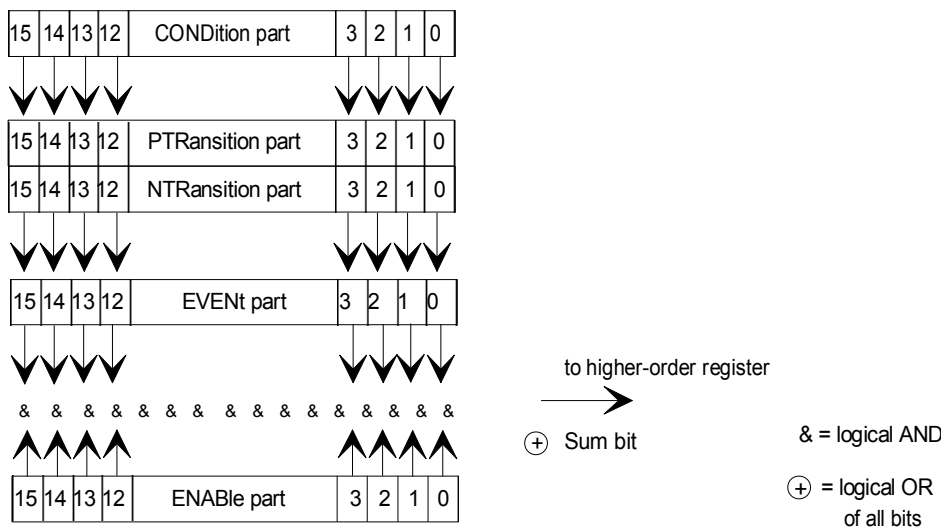 15 14 13 12 CONDition part 3 2 1 0
15 14 13 12 PTRansition part 3 2 1 0
15 14 13 12 NTRansition part 3 2 1 0
15 14 13 12 EVENt part 3 2 1 0
to higher-order register
& & & & & & & & & & & & & & & &
⊕ Sum bit
& = logical AND
15 14 13 12 ENABle part 3 2 1 0
⊕ = logical OR
of all bits